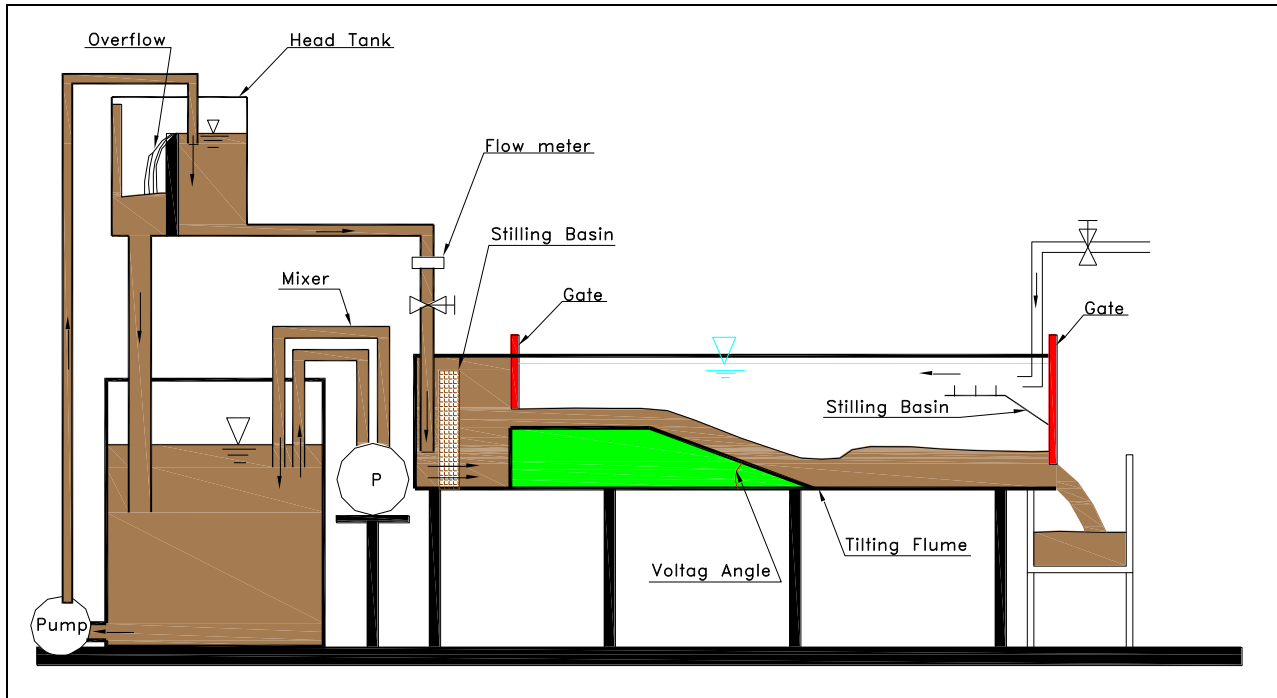 Overflow
Head Tank
Flow meter
Stilling Basin
Mixer
Gate
Gate
Stilling Basin
P
Tilting Flume
Voltag Angle
Pump